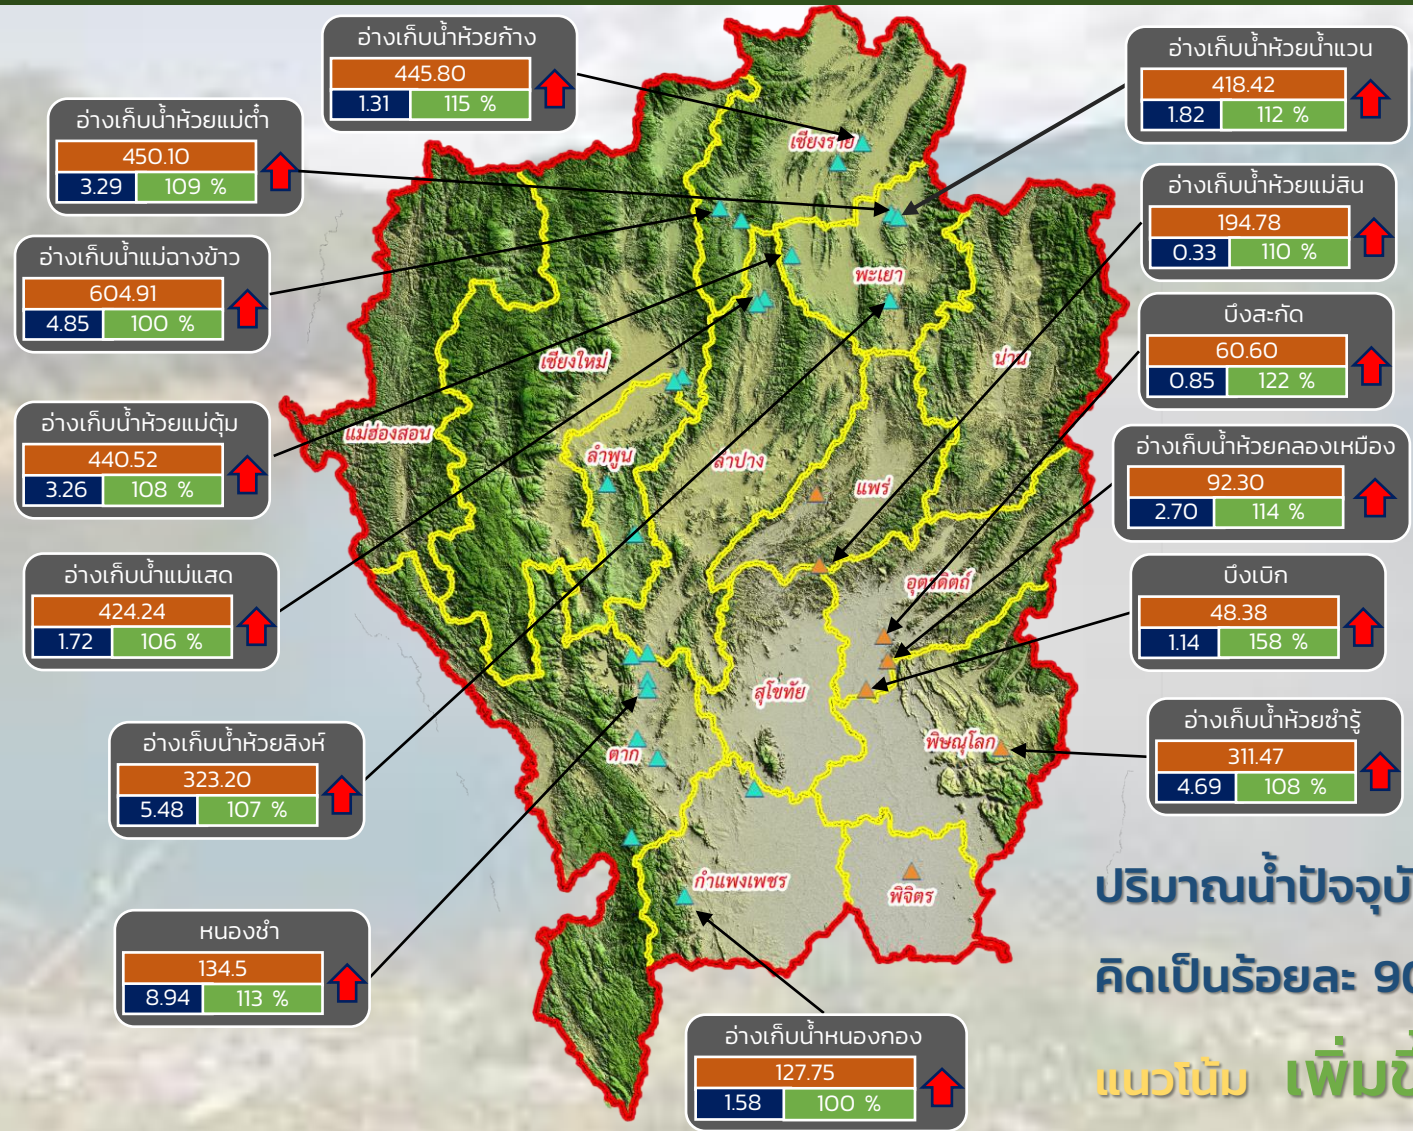 อ่างเก็บน้ำห้วยก้าง
445.80
1.31 115 %
อ่างเก็บน้ำห้วยน้ำแวน
418.42
1.82 112 %
อ่างเก็บน้ำห้วยแม่ต๋ำ
450.10
3.29 109 %
อ่างเก็บน้ำห้วยแม่สิน
194.78
0.33 110 %
อ่างเก็บน้ำแม่ฉางข้าว
604.91
4.85 100 %
บึงสะกัด
60.60
0.85 122 %
อ่างเก็บน้ำห้วยแม่ตุ้ม
440.52
3.26 108 %
อ่างเก็บน้ำห้วยคลองเหมือง
92.30
2.70 114 %
อ่างเก็บน้ำแม่แสด
424.24
1.72 106 %
บึงเบิก
48.38
1.14 158 %
อ่างเก็บน้ำห้วยสิงห์
323.20
5.48 107 %
อ่างเก็บน้ำห้วยซำรู้
311.47
4.69 108 %
หนองชำ
134.5
8.94 113 %
อ่างเก็บน้ำหนองกอง
127.75
1.58 100 %
เชียงราย
พะเยา
น่าน
เชียงใหม่
แม่ฮ่องสอน
ลำพูน
ลำปาง
แพร่
อุตรดิตถ์
สุโขทัย
ตาก
พิษณุโลก
กำแพงเพชร
พิจิตร
คิดเป็นร้อยละ
แนวโน้ม